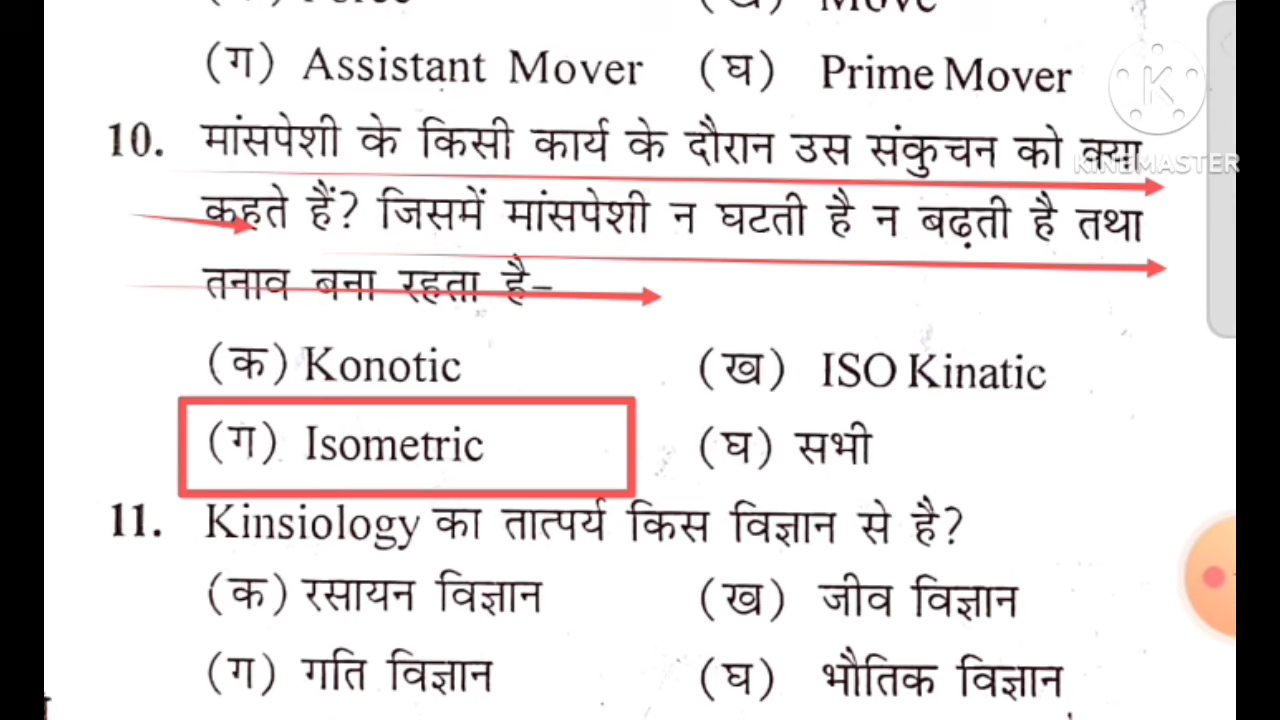 (ग) Assistant Mover (घ) Prime Mover
10. मांसपेशी के किसी कार्य के दौरान उस संकुचन को क्या
KINEMASTER
कहते हैं? जिसमें मांसपेशी न घटती है न बढ़ती है तथा
तनाव बना रहता है-
(क) Konotic (ख) ISO Kinatic
(ग) Isometric (घ) सभी
11. Kinsiology का तात्पर्य किस विज्ञान से है?
(क) रसायन विज्ञान (ख) जीव विज्ञान
(ग) गति विज्ञान (घ) भौतिक विज्ञान